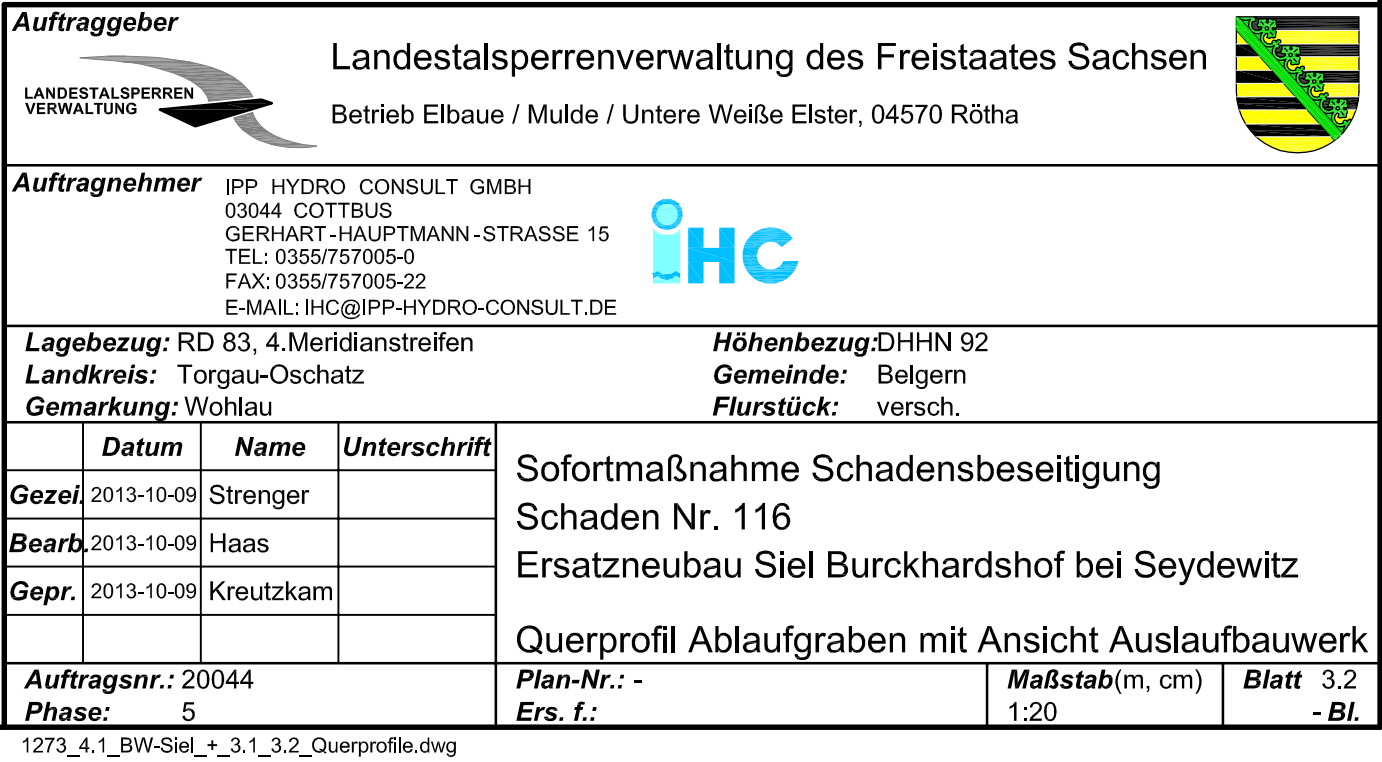 Auftraggeber
LANDESTALSPERREN
VERWALTUNG
Landestalsperrenverwaltung des Freistaates Sachsen
Betrieb Elbaue / Mulde / Untere Weiße Elster, 04570 Rötha
Auftragnehmer
IPP HYDRO CONSULT GMBH
03044 COTTBUS
GERHART-HAUPTMANN-STRASSE 15
TEL: 0355/757005-0
FAX: 0355/757005-22
E-MAIL: IHC@IPP-HYDRO-CONSULT.DE
iHC
Lagebezug: RD 83, 4.Meridianstreifen Höhenbezug:DHHN 92
Landkreis: Torgau-Oschatz Gemeinde: Belgern
Gemarkung: Wohlau Flurstück: versch.
Datum Name Unterschrift
Gezei. 2013-10-09 Strenger
Bearb. 2013-10-09 Haas
Gepr. 2013-10-09 Kreutzkam
Sofortmaßnahme Schadensbeseitigung
Schaden Nr. 116
Ersatzneubau Siel Burckhardshof bei Seydewitz
Querprofil Ablaufgraben mit Ansicht Auslaufbauwerk
Auftragsnr.: 20044 Plan-Nr.: - Maßstab(m, cm) Blatt 3.2
Phase: 5 Ers. f.: 1:20 - Bl.
1273_4.1_BW-Siel_+_3.1_3.2_Querprofile.dwg